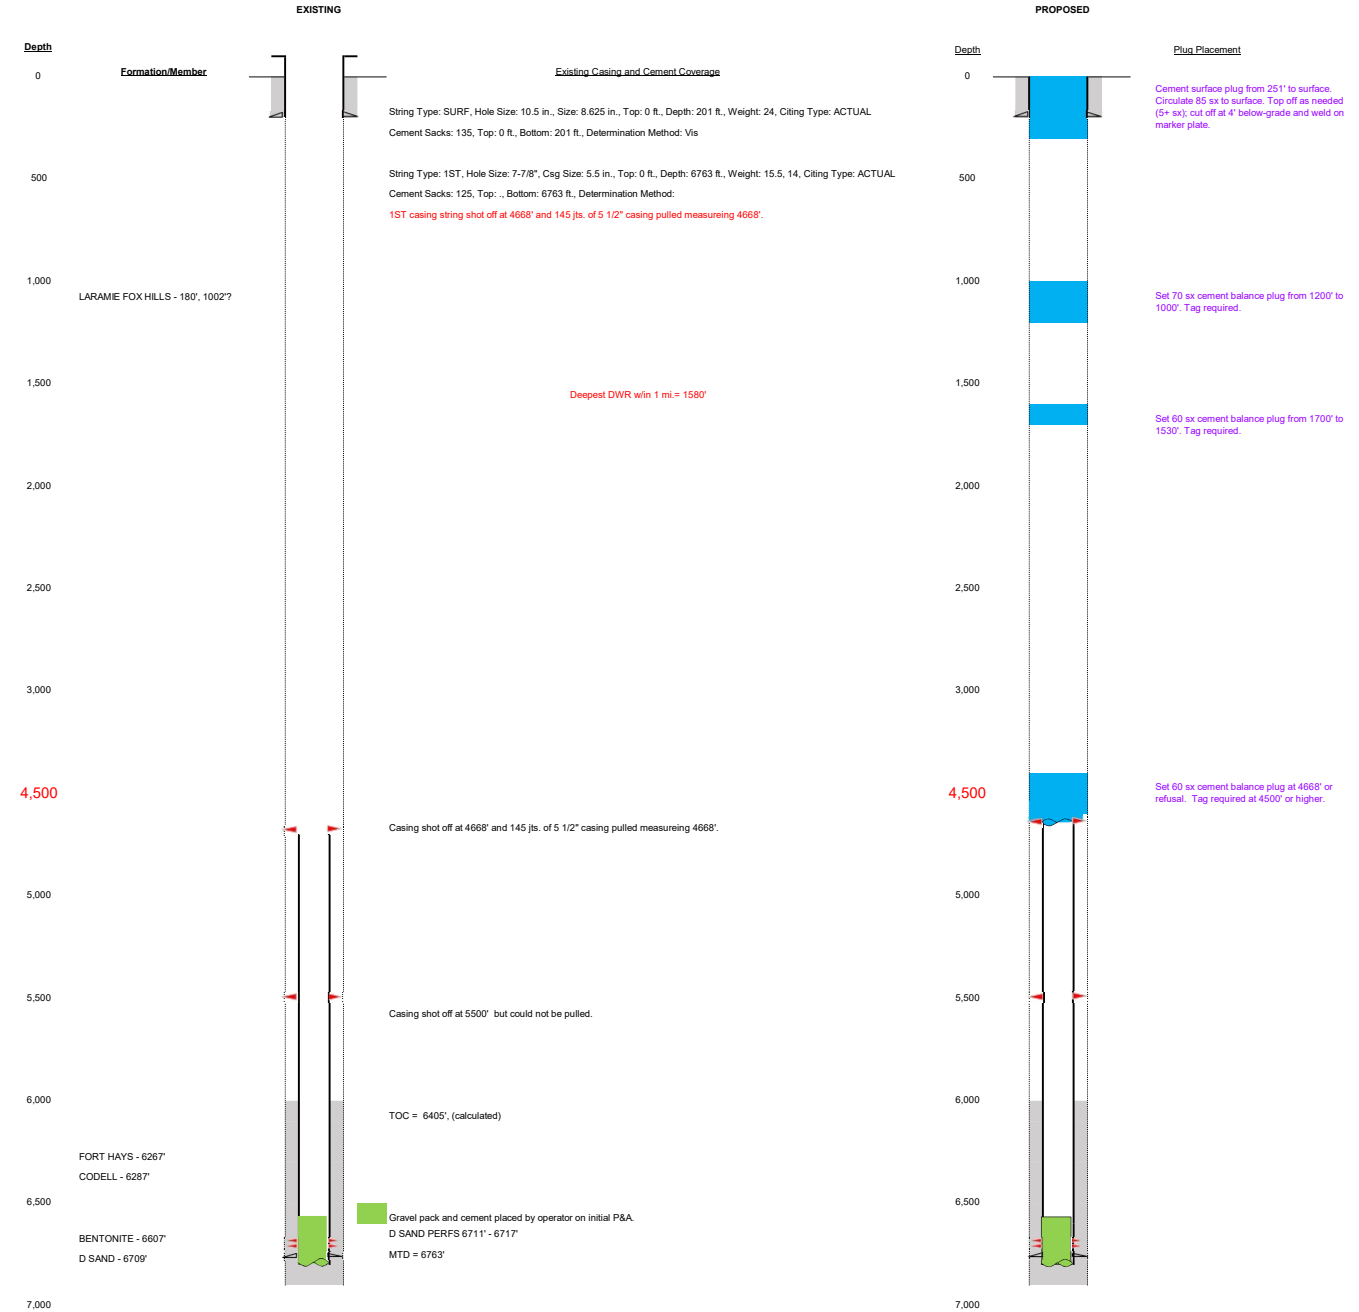 EXISTING
PROPOSED
Depth
Depth
Plug Placement
0
Formation/Member
Existing Casing and Cement Coverage
0
Cement surface plug from 251' to surface.
Circulate 85 sx to surface. Top off as needed
(5+ sx); cut off at 4' below-grade and weld on
marker plate.
String Type: SURF, Hole Size: 10.5 in., Size: 8.625 in., Top: 0 ft., Depth: 201 ft., Weight: 24, Citing Type: ACTUAL
Cement Sacks: 135, Top: 0 ft., Bottom: 201 ft., Determination Method: Vis
500
String Type: 1ST, Hole Size: 7-7/8", Csg Size: 5.5 in., Top: 0 ft., Depth: 6763 ft., Weight: 15.5, 14, Citing Type: ACTUAL
500
Cement Sacks: 125, Top: ., Bottom: 6763 ft., Determination Method:
1ST casing string shot off at 4668' and 145 jts. of 5 1/2" casing pulled measureing 4668'.
1,000
1,000
LARAMIE FOX HILLS - 180', 1002'?
Set 70 sx cement balance plug from 1200' to
1000'. Tag required.
1,500
1,500
Deepest DWR w/in 1 mi.= 1580'
Set 60 sx cement balance plug from 1700' to
1530'. Tag required.
2,000
2,000
2,500
2,500
3,000
3,000
4,500
4,500
Set 60 sx cement balance plug at 4668' or
refusal.  Tag required at 4500' or higher.
Casing shot off at 4668' and 145 jts. of 5 1/2" casing pulled measureing 4668'.
5,000
5,000
5,500
5,500
Casing shot off at 5500'  but could not be pulled.
6,000
6,000
TOC =  6405', (calculated)
FORT HAYS - 6267'
CODELL - 6287'
6,500
6,500
Gravel pack and cement placed by operator on initial P&A.
D SAND PERFS 6711' - 6717'
BENTONITE - 6607'
MTD = 6763'
D SAND - 6709'
7,000
7,000